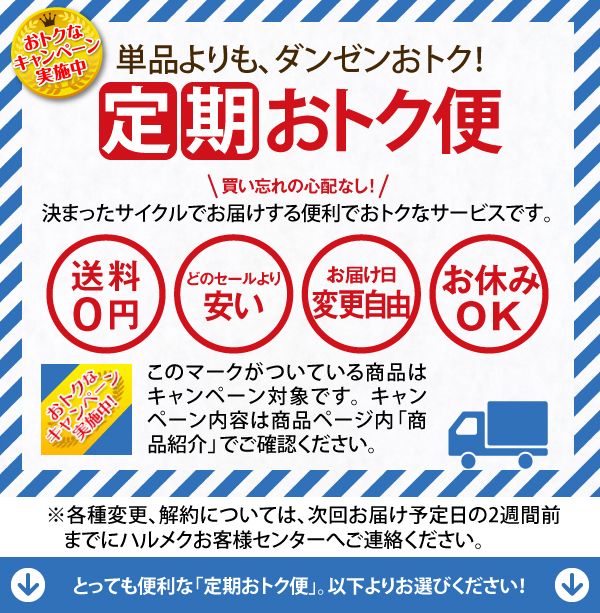 おトクな
キャンペーン
実施中
単品よりも、ダンゼンおトク！
定期おトク便
買い忘れの心配なし！
決まったサイクルでお届けする便利でおトクなサービスです。
送料
0円
どのセールより
安い
お届け日
変更自由
お休み
OK
おトクな
キャンペーン
実施中！
このマークがついている商品は
キャンペーン対象です。キャン
ペーン内容は商品ページ内「商
品紹介」でご確認ください。
※各種変更、解約については、次回お届け予定日の2週間前
までにハルメクお客様センターへご連絡ください。
とっても便利な「定期おトク便」。以下よりお選びください！